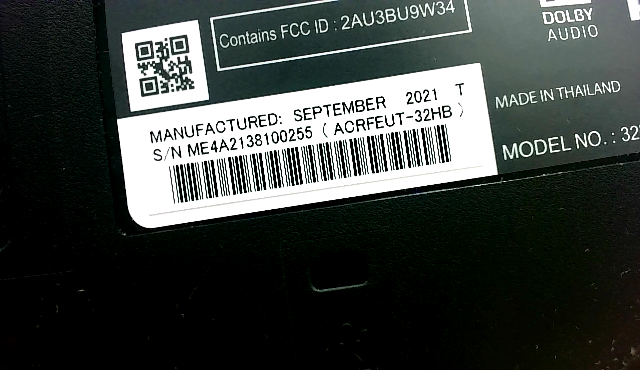 Contains FCC ID : 2AU3BU9W34
DOLBY
AUDIO
MANUFACTURED: SEPTEMBER 2021 T
S/N ME4A2138100255 ( ACRFEUT-32HB )
MADE IN THAILAND
MODEL NO. : 32